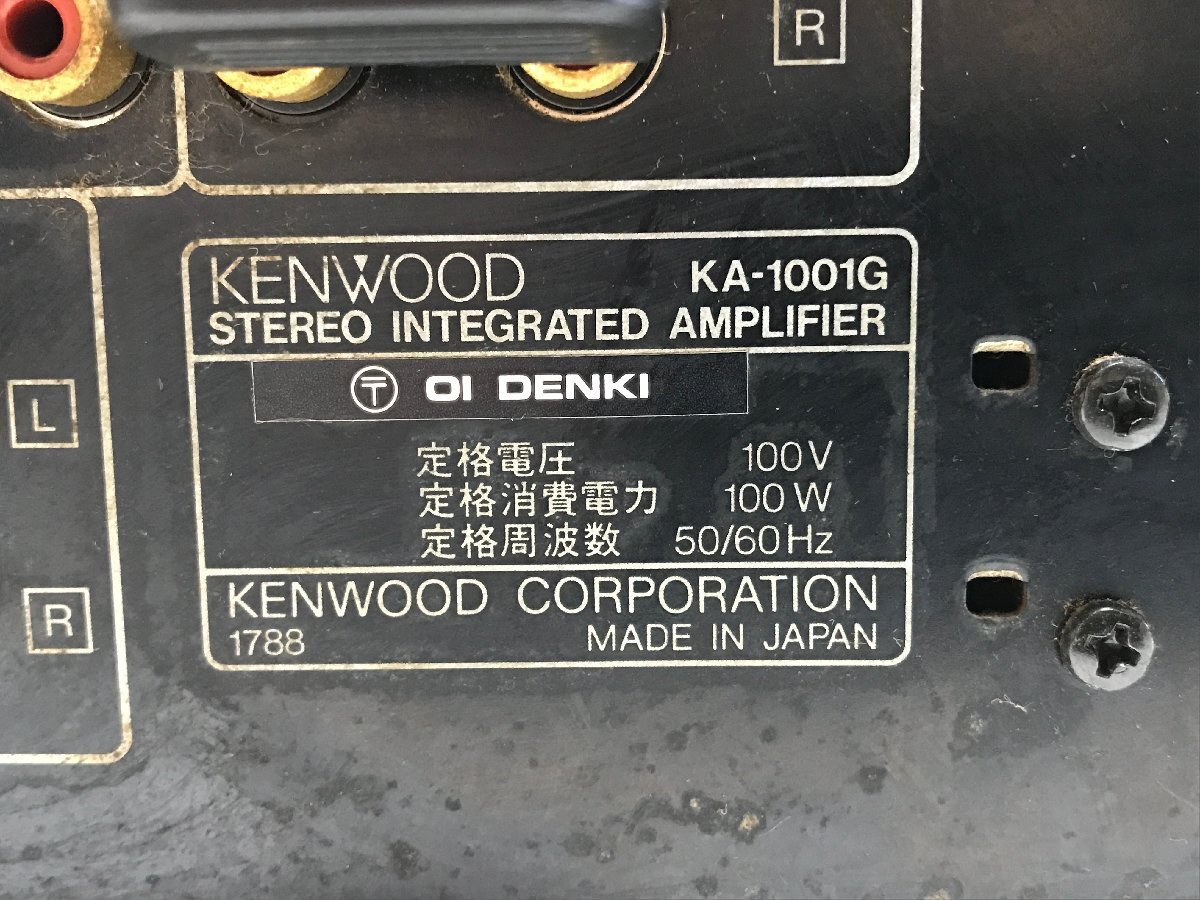 R
KENWOOD KA-1001G
STEREO INTEGRATED AMPLIFIER
〒 OI DENKI
定格電圧 100V
定格消費電力 100W
定格周波数 50/60Hz
KENWOOD CORPORATION
1788 MADE IN JAPAN
L
R